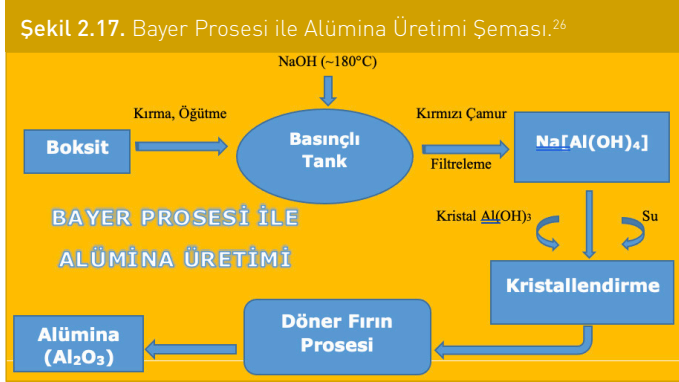 Şekil 2.17. Bayer Prosesi ile Alümina Üretimi Şeması.²⁶
NaOH (~180°C)
Kırma, Öğütme
Kırmızı Çamur
Boksit
Basınçlı
Tank
Filtreleme
Na[Al(OH)₄]
BAYER PROSESİ İLE
ALÜMİNA ÜRETİMİ
Kristal Al(OH)₃
Su
Kristallendirme
Döner Fırın
Prosesi
Alümina
(Al₂O₃)